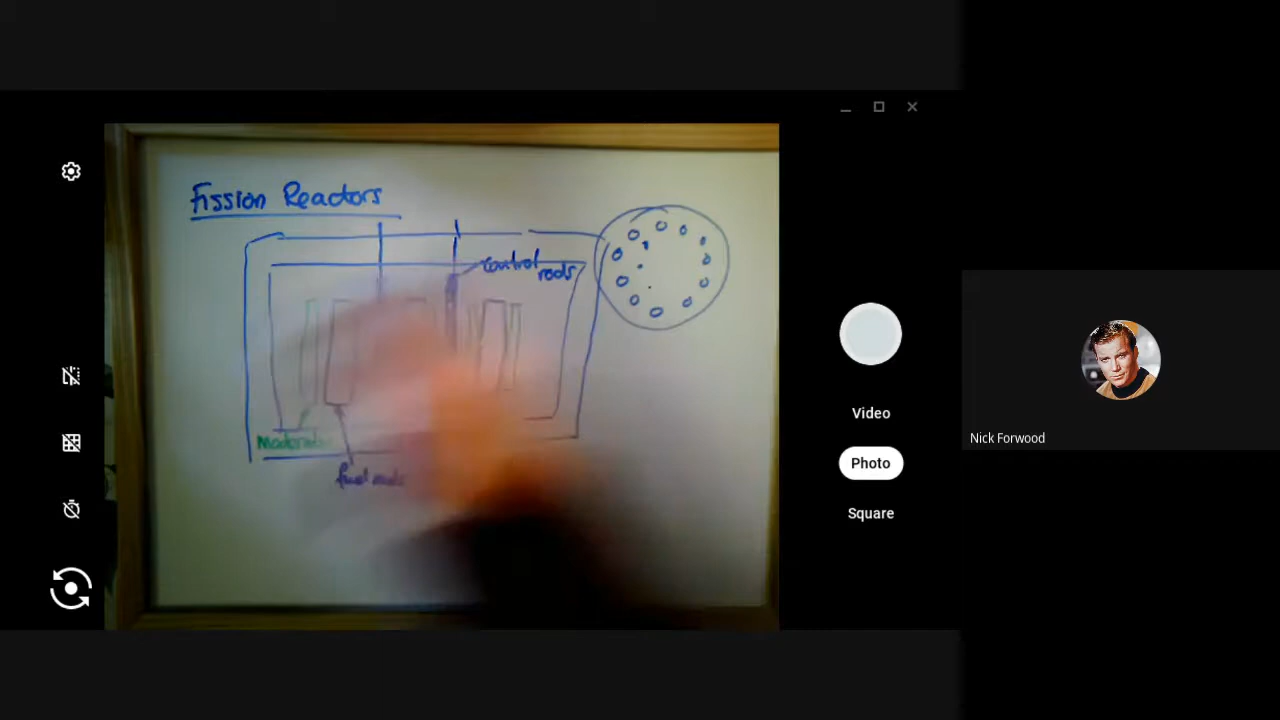 Fission Reactors
control
rods
Moderator
fuel rods
Video
Photo
Square
Nick Forwood